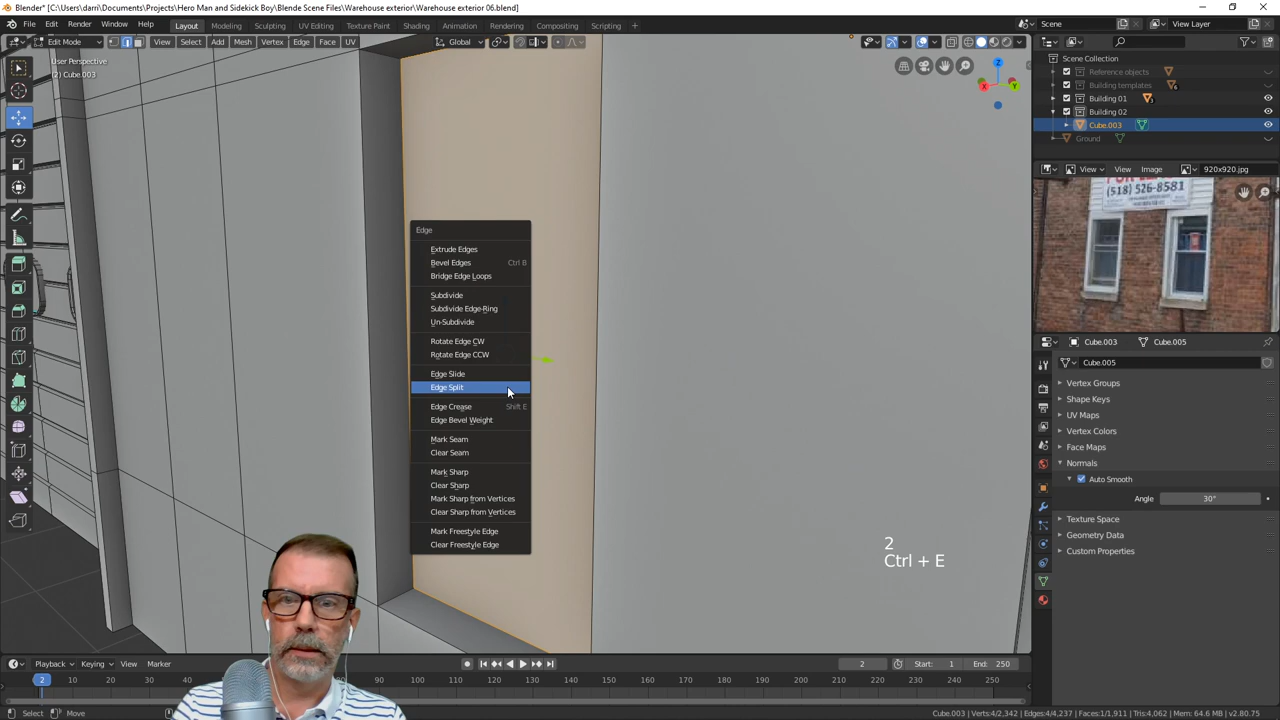 Blender* [C:\Users\darri\Documents\Projects\Hero Man and Sidekick Boy\Blende Scene Files\Warehouse exterior\Warehouse exterior 06.blend]
File Edit Render Window Help Layout Modeling Sculpting UV Editing Texture Paint Shading Animation Rendering Compositing Scripting + Scene View Layer
Edit Mode View Select Add Mesh Vertex Edge Face UV Global
User Perspective
(2) Cube.003
Z
X Y
Scene Collection
Reference objects
Building templates 6
Building 01 3
Building 02
Cube.003
Ground
View View Image 920x920.jpg
(518) 526-8581
Cube.003 Cube.005
Cube.005
Vertex Groups
Shape Keys
UV Maps
Vertex Colors
Face Maps
Normals
Auto Smooth
Angle 30°
Texture Space
Geometry Data
Custom Properties
Edge
Extrude Edges
Bevel Edges Ctrl B
Bridge Edge Loops
Subdivide
Subdivide Edge-Ring
Un-Subdivide
Rotate Edge CW
Rotate Edge CCW
Edge Slide
Edge Split
Edge Crease Shift E
Edge Bevel Weight
Mark Seam
Clear Seam
Mark Sharp
Clear Sharp
Mark Sharp from Vertices
Clear Sharp from Vertices
Mark Freestyle Edge
Clear Freestyle Edge
2
Ctrl + E
Playback Keying View Marker 2 Start: 1 End: 250
2 10 20 30 40 50 60 70 80 90 100 110 120 130 140 150 160 170 180 190 200 210 220 230 240 250
Select Move Cube.003 | Verts:4/2,342 | Edges:4/4,237 | Faces:1/1,911 | Tris:4,062 | Mem: 64.6 MB | v2.80.75